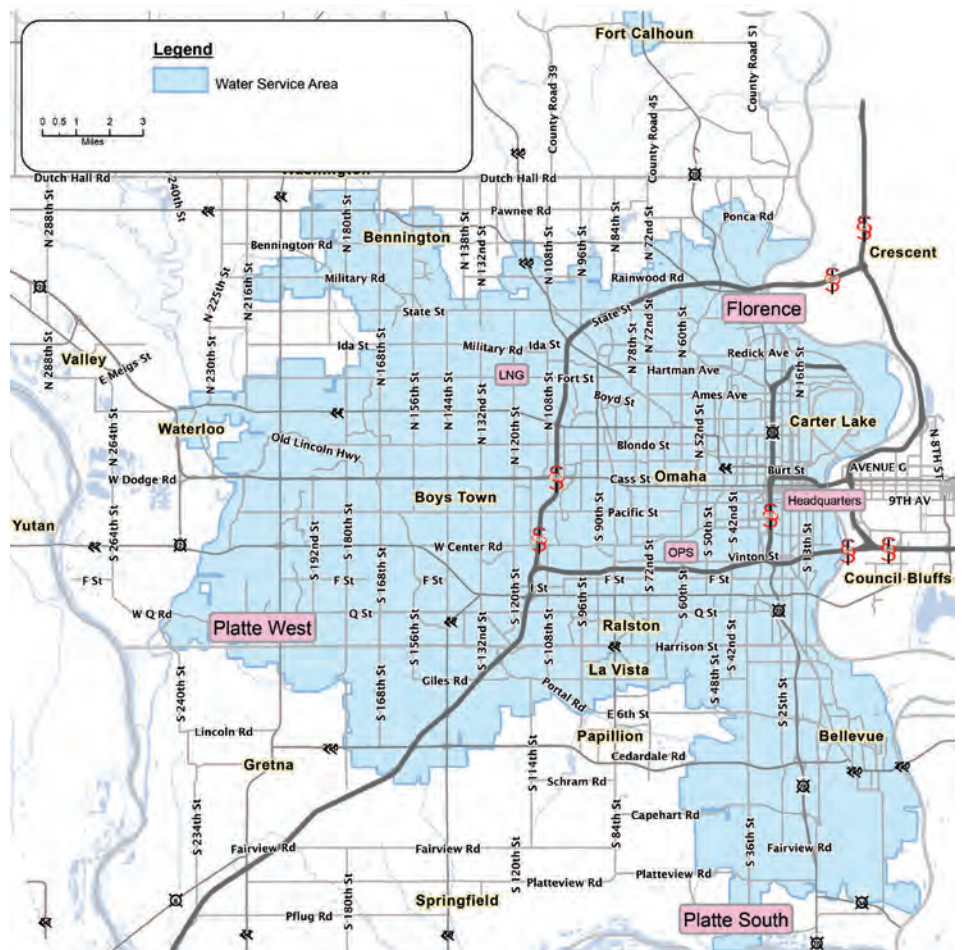 Fort Calhoun
County Road 51
Legend
Water Service Area
County Road 39
County Road 45
0 0.5 1 2 3
Miles
Dutch Hall Rd
Dutch Hall Rd
N 288th St
240th St
N 180th St
Pawnee Rd
N 138th St
N 132nd St
N 108th St
N 96th St
N 84th St
N 72nd St
Ponca Rd
Bennington
Bennington Rd
Crescent
Military Rd
Rainwood Rd
N 225th St
N 216th St
State St
State St
Florence
Ida St
Military Rd
Ida St
N 168th St
N 78th St
N 72nd St
N 60th St
Redick Ave
N 16th St
Valley
E Meigs St
N 288th St
N 230th St
LNG
Fort St
Hartman Ave
N 156th St
N 144th St
N 132nd St
N 108th St
Boyd St
Ames Ave
Waterloo
N 264th St
Old Lincoln Hwy
N 120th St
Blondo St
N 52nd St
Carter Lake
N 8TH ST
W Dodge Rd
Cass St
Omaha
Burt St
AVENUE G
Boys Town
Headquarters
9TH AV
Yutan
S 264th St
S 192nd St
S 180th St
Pacific St
S 90th St
S 50th St
S 42nd St
W Center Rd
OPS
Vinton St
S 13th St
F St
F St
F St
S 168th St
S 120th St
I St
F St
S 72nd St
F St
S 96th St
S 60th St
Council Bluffs
W Q Rd
Platte West
Q St
S 156th St
S 132nd St
S 108th St
Ralston
Q St
Harrison St
S 42nd St
La Vista
S 240th St
S 168th St
Giles Rd
Portal Rd
S 48th St
S 25th St
E 6th St
Lincoln Rd
Papillion
Bellevue
Gretna
Cedardale Rd
S 114th St
Schram Rd
S 234th St
Capehart Rd
S 84th St
S 36th St
Fairview Rd
Fairview Rd
Fairview Rd
S 120th St
Platteview Rd
Platteview Rd
S 180th St
Springfield
Pflug Rd
Platte South